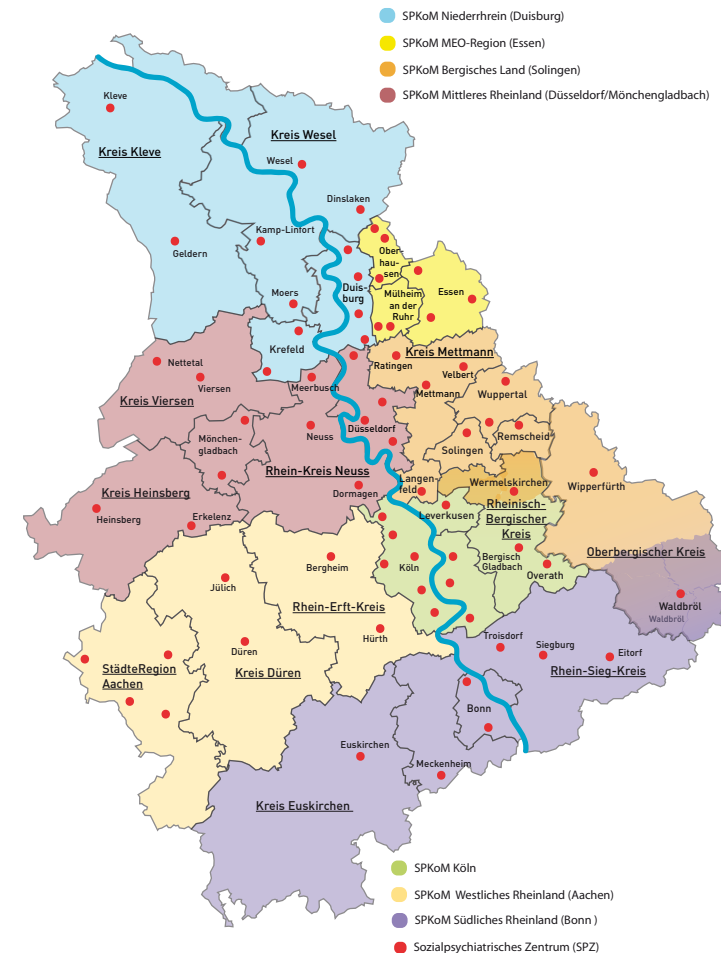 SPKoM Niederrhein (Duisburg)
SPKoM MEO-Region (Essen)
SPKoM Bergisches Land (Solingen)
SPKoM Mittleres Rheinland (Düsseldorf/Mönchengladbach)
Kleve
Kreis Wesel
Kreis Kleve
Wesel
Dinslaken
Kamp-Linfort
Geldern
Ober-
hau-
sen
Duis-
burg
Moers
Mülheim
an der
Ruhr
Essen
Krefeld
Kreis Mettmann
Ratingen
Nettetal
Velbert
Viersen
Meerbusch
Mettmann
Wuppertal
Kreis Viersen
Düsseldorf
Mönchen-
gladbach
Neuss
Remscheid
Solingen
Rhein-Kreis Neuss
Langen-
feld
Wermelskirchen
Wipperfürth
Kreis Heinsberg
Dormagen
Heinsberg
Leverkusen
Rheinisch-
Bergischer
Kreis
Erkelenz
Oberbergischer Kreis
Bergheim
Köln
Bergisch
Gladbach
Overath
Jülich
Rhein-Erft-Kreis
Waldbröl
Waldbröl
Hürth
Troisdorf
Siegburg
Eitorf
Düren
StädteRegion
Aachen
Kreis Düren
Rhein-Sieg-Kreis
Bonn
Euskirchen
Meckenheim
Kreis Euskirchen
SPKoM Köln
SPKoM Westliches Rheinland (Aachen)
SPKoM Südliches Rheinland (Bonn )
Sozialpsychiatrisches Zentrum (SPZ)